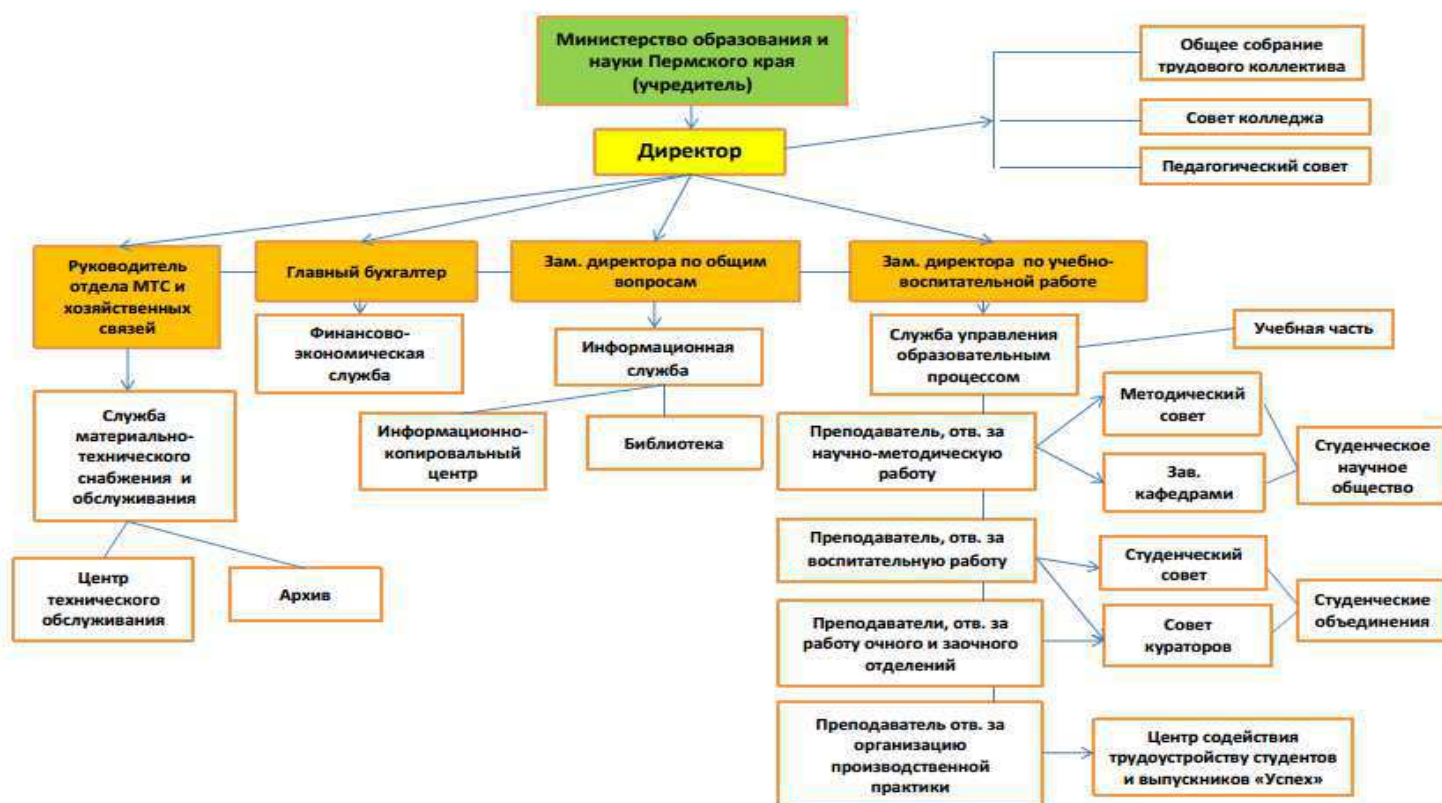 Министерство образования и
науки Пермского края
(учредитель)
Общее собрание
трудового коллектива
Совет колледжа
Педагогический совет
Директор
Руководитель
отдела МТС и
хозяйственных
связей
Главный бухгалтер
Зам. директора по общим
вопросам
Зам. директора по учебно-
воспитательной работе
Финансово-
экономическая
служба
Информационная
служба
Служба управления
образовательным
процессом
Учебная часть
Служба
материально-
технического
снабжения и
обслуживания
Информационно-
копировальный
центр
Библиотека
Преподаватель, отв. за
научно-методическую
работу
Методический
совет
Зав.
кафедрами
Студенческое
научное
общество
Центр
технического
обслуживания
Архив
Преподаватель, отв. за
воспитательную работу
Студенческий
совет
Совет
кураторов
Студенческие
объединения
Преподаватели, отв. за
работу очного и заочного
отделений
Преподаватель отв. за
организацию
производственной
практики
Центр содействия
трудоустройству студентов
и выпускников «Успех»